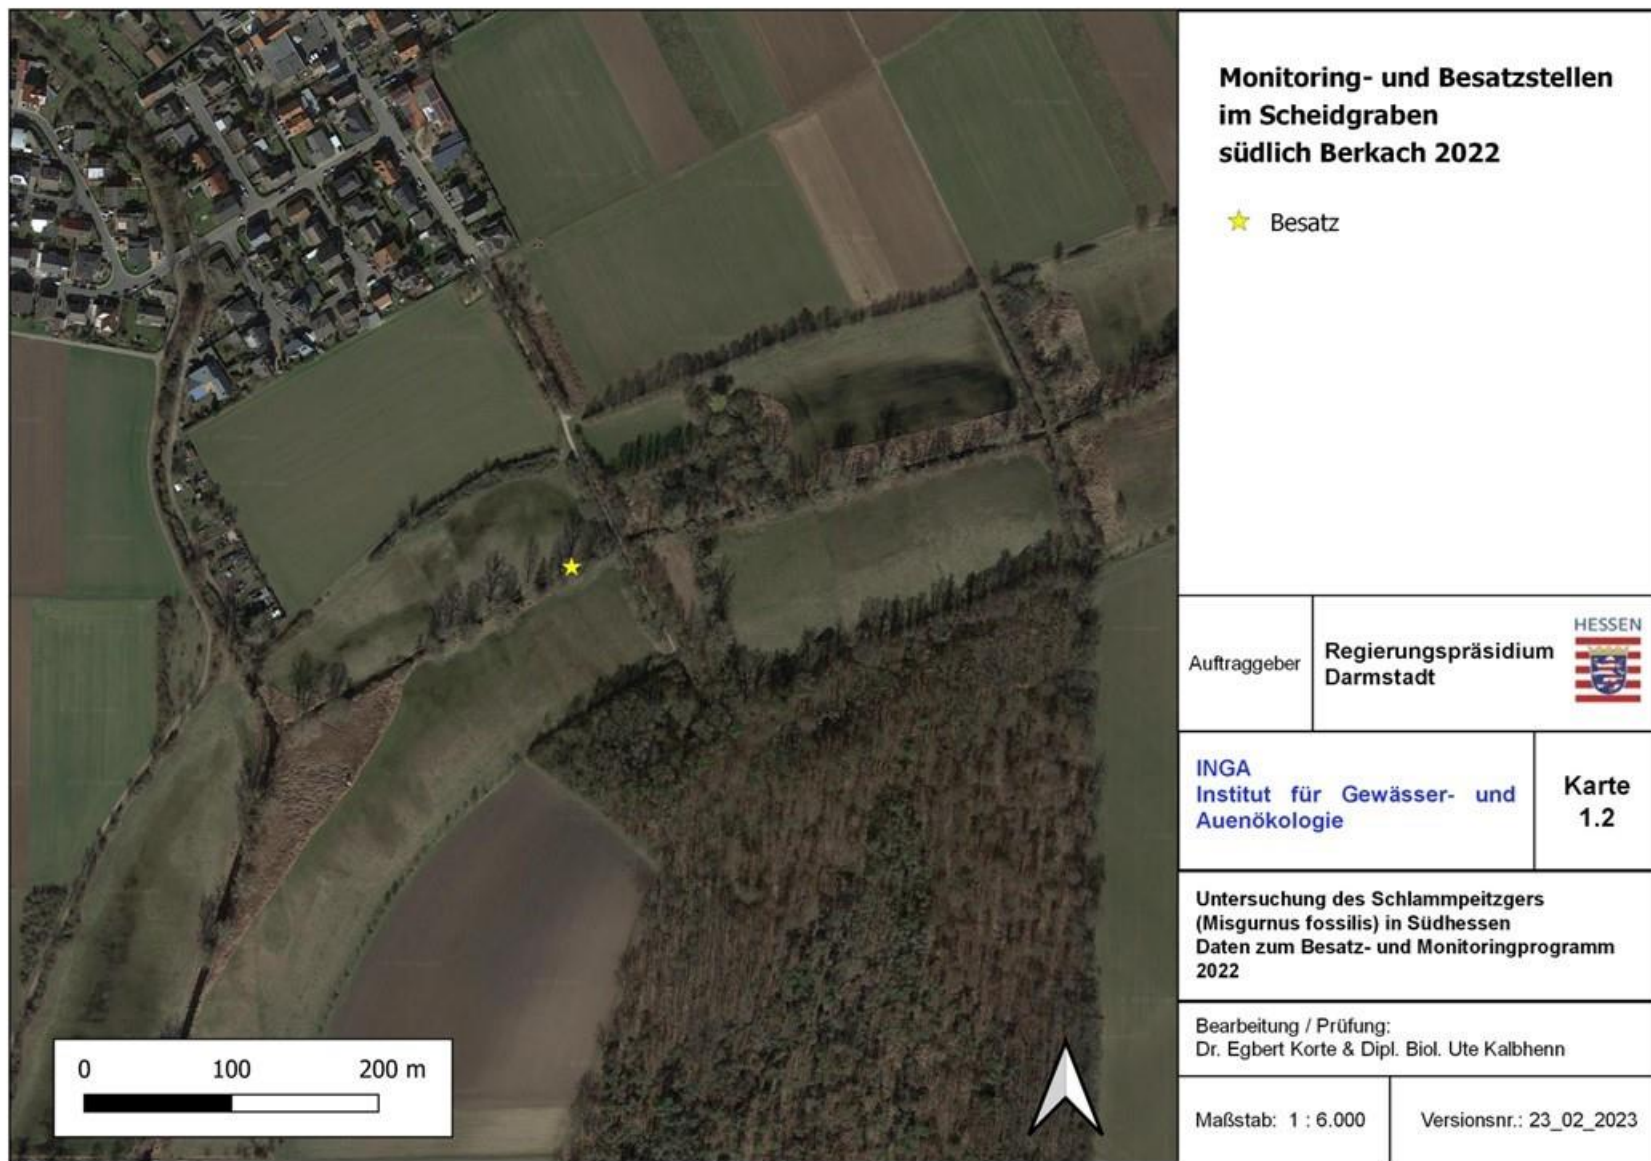 Monitoring- und Besatzstellen
im Scheidgraben
südlich Berkach 2022
Besatz
Auftraggeber
Regierungspräsidium
Darmstadt
HESSEN
INGA
Institut für Gewässer- und
Auenökologie
Karte
1.2
Untersuchung des Schlammpeitzgers
(Misgurnus fossilis) in Südhessen
Daten zum Besatz- und Monitoringprogramm
2022
Bearbeitung / Prüfung:
Dr. Egbert Korte & Dipl. Biol. Ute Kalbhenn
Maßstab: 1 : 6.000
Versionsnr.: 23_02_2023
0 100 200 m